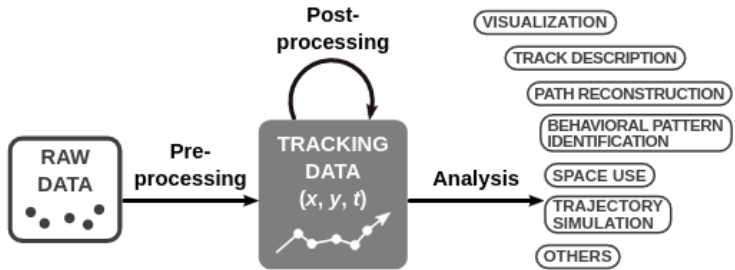 RAW
DATA
Pre-
processing
Post-
processing
TRACKING
DATA
(x, y, t)
Analysis
VISUALIZATION
TRACK DESCRIPTION
PATH RECONSTRUCTION
BEHAVIORAL PATTERN
IDENTIFICATION
SPACE USE
TRAJECTORY
SIMULATION
OTHERS